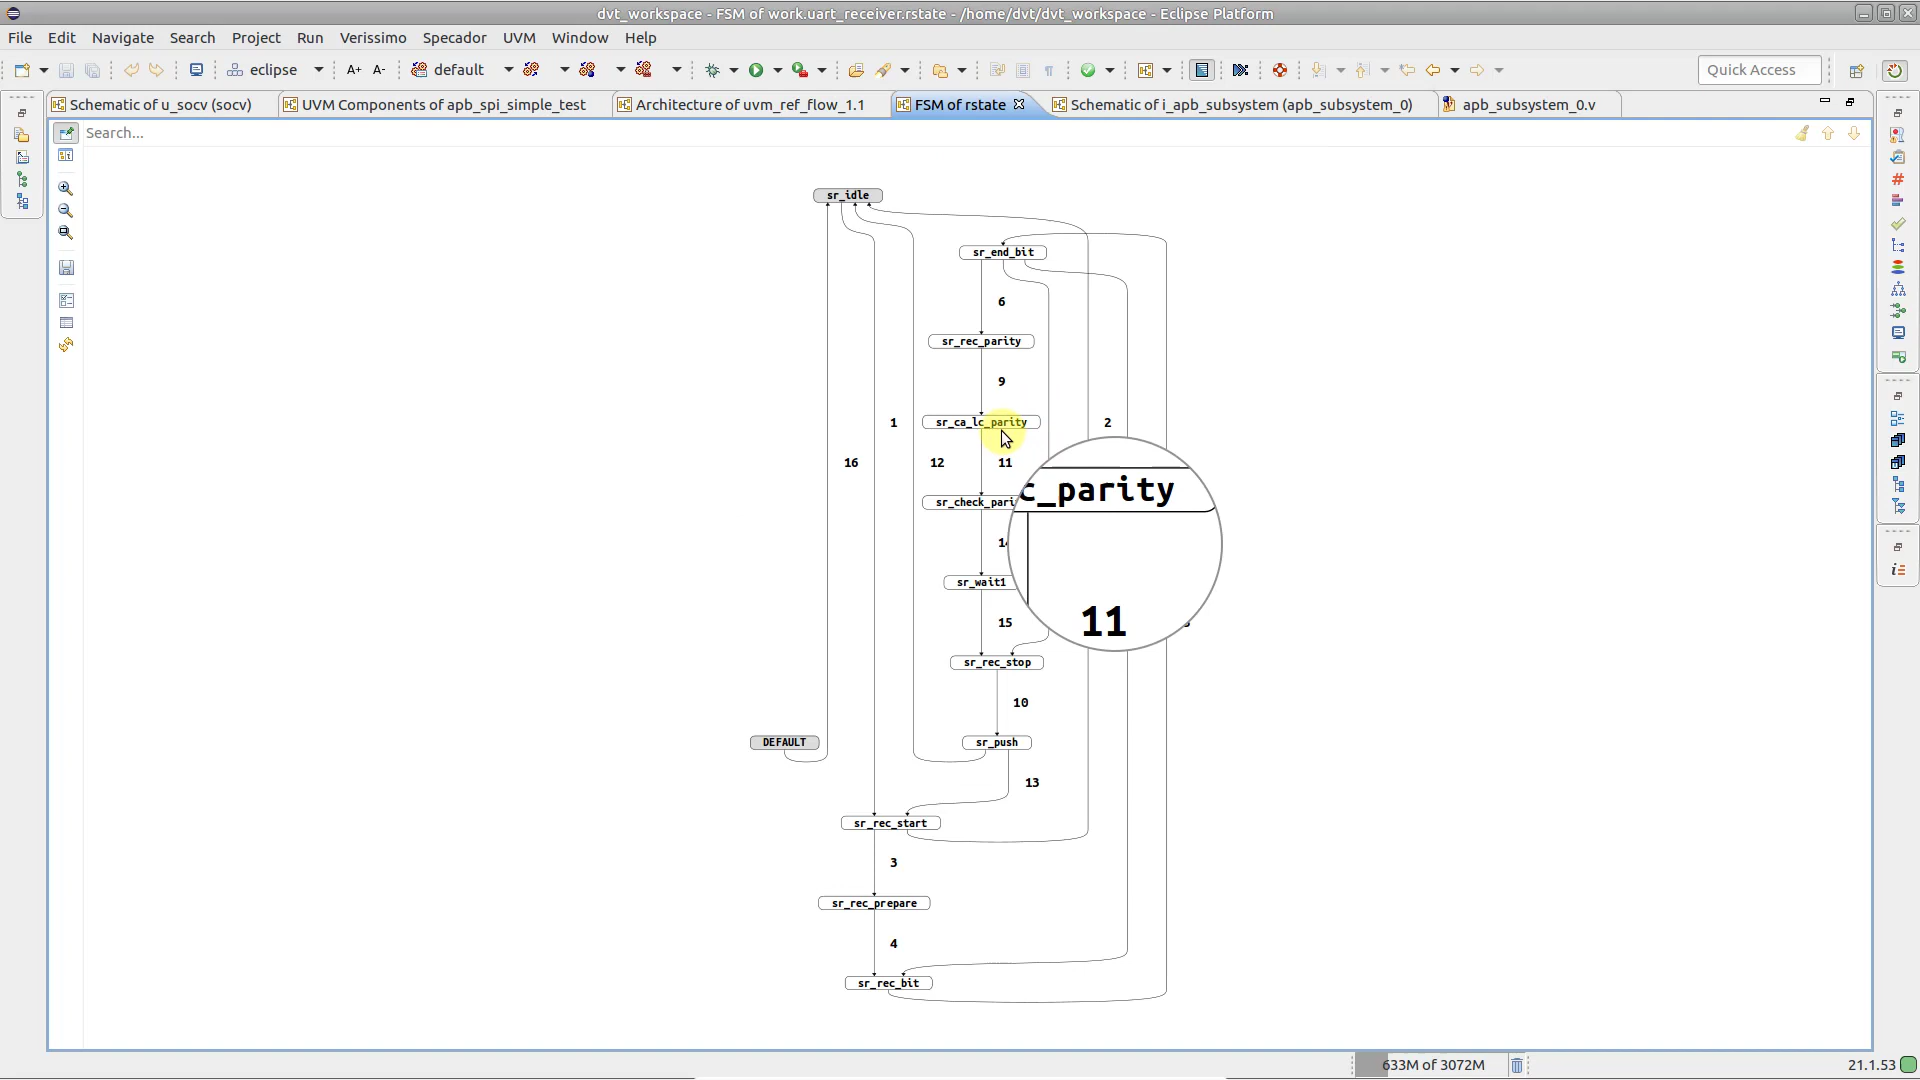 dvt_workspace - FSM of work.uart_receiver.rstate - /home/dvt/dvt_workspace - Eclipse Platform
File Edit Navigate Search Project Run Verissimo Specador UVM Window Help
eclipse A+ A- default Quick Access
Schematic of u_socv (socv) UVM Components of apb_spi_simple_test Architecture of uvm_ref_flow_1.1 FSM of rstate Schematic of i_apb_subsystem (apb_subsystem_0) apb_subsystem_0.v
Search...
sr_idle
sr_end_bit
6
sr_rec_parity
9
1 sr_ca_lc_parity 2
16 12 11
c_parity
sr_check_pari
14
sr_wait1
11
15
sr_rec_stop
10
DEFAULT sr_push
13
sr_rec_start
3
sr_rec_prepare
4
sr_rec_bit
633M of 3072M 21.1.53